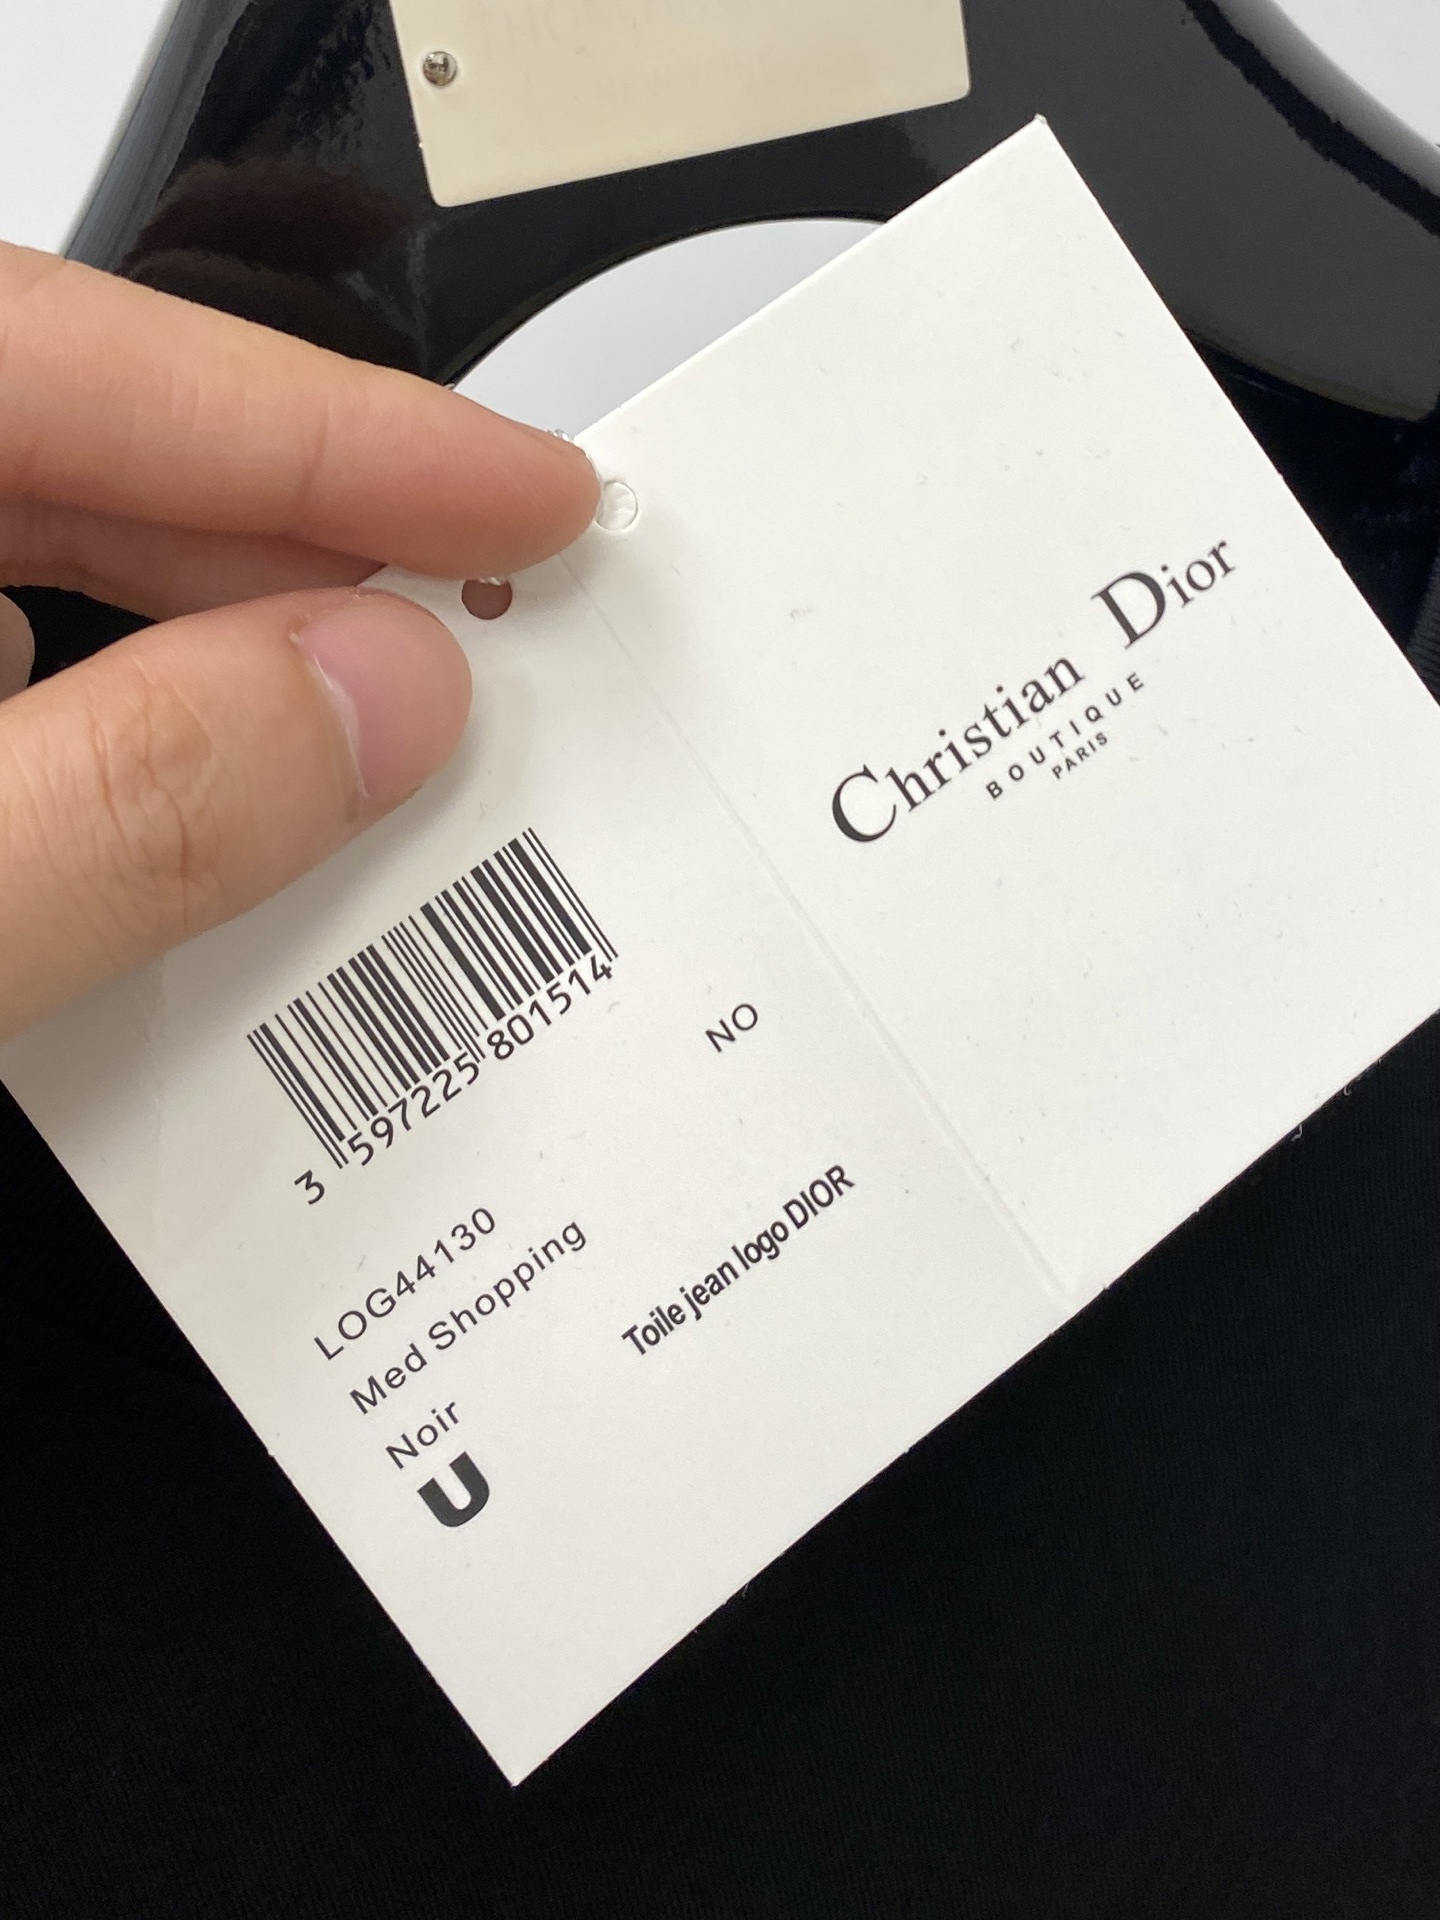 Christian Dior
BOUTIQUE
PARIS
3 597225 801514
NO
LOG44130
Med Shopping
Toile jean logo DIOR
Noir
U